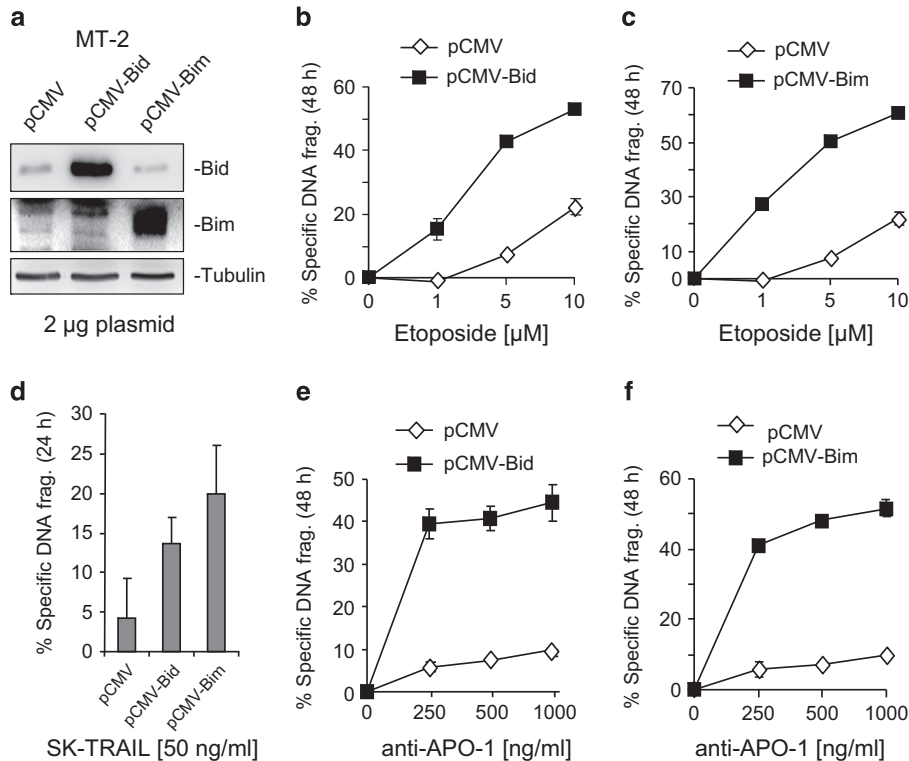 a
MT-2
pCMV
pCMV-Bid
pCMV-Bim
-Bid
-Bim
-Tubulin
2 µg plasmid
b
pCMV
pCMV-Bid
% Specific DNA frag. (48 h)
60
40
20
0
0
1
5
10
Etoposide [µM]
c
pCMV
pCMV-Bim
% Specific DNA frag. (48 h)
70
50
30
10
0
0
1
5
10
Etoposide [µM]
d
% Specific DNA frag. (24 h)
30
25
20
15
10
5
0
pCMV
pCMV-Bid
pCMV-Bim
SK-TRAIL [50 ng/ml]
e
pCMV
pCMV-Bid
% Specific DNA frag. (48 h)
50
40
30
20
10
0
0
250
500
1000
anti-APO-1 [ng/ml]
f
pCMV
pCMV-Bim
% Specific DNA frag. (48 h)
60
40
20
0
0
250
500
1000
anti-APO-1 [ng/ml]